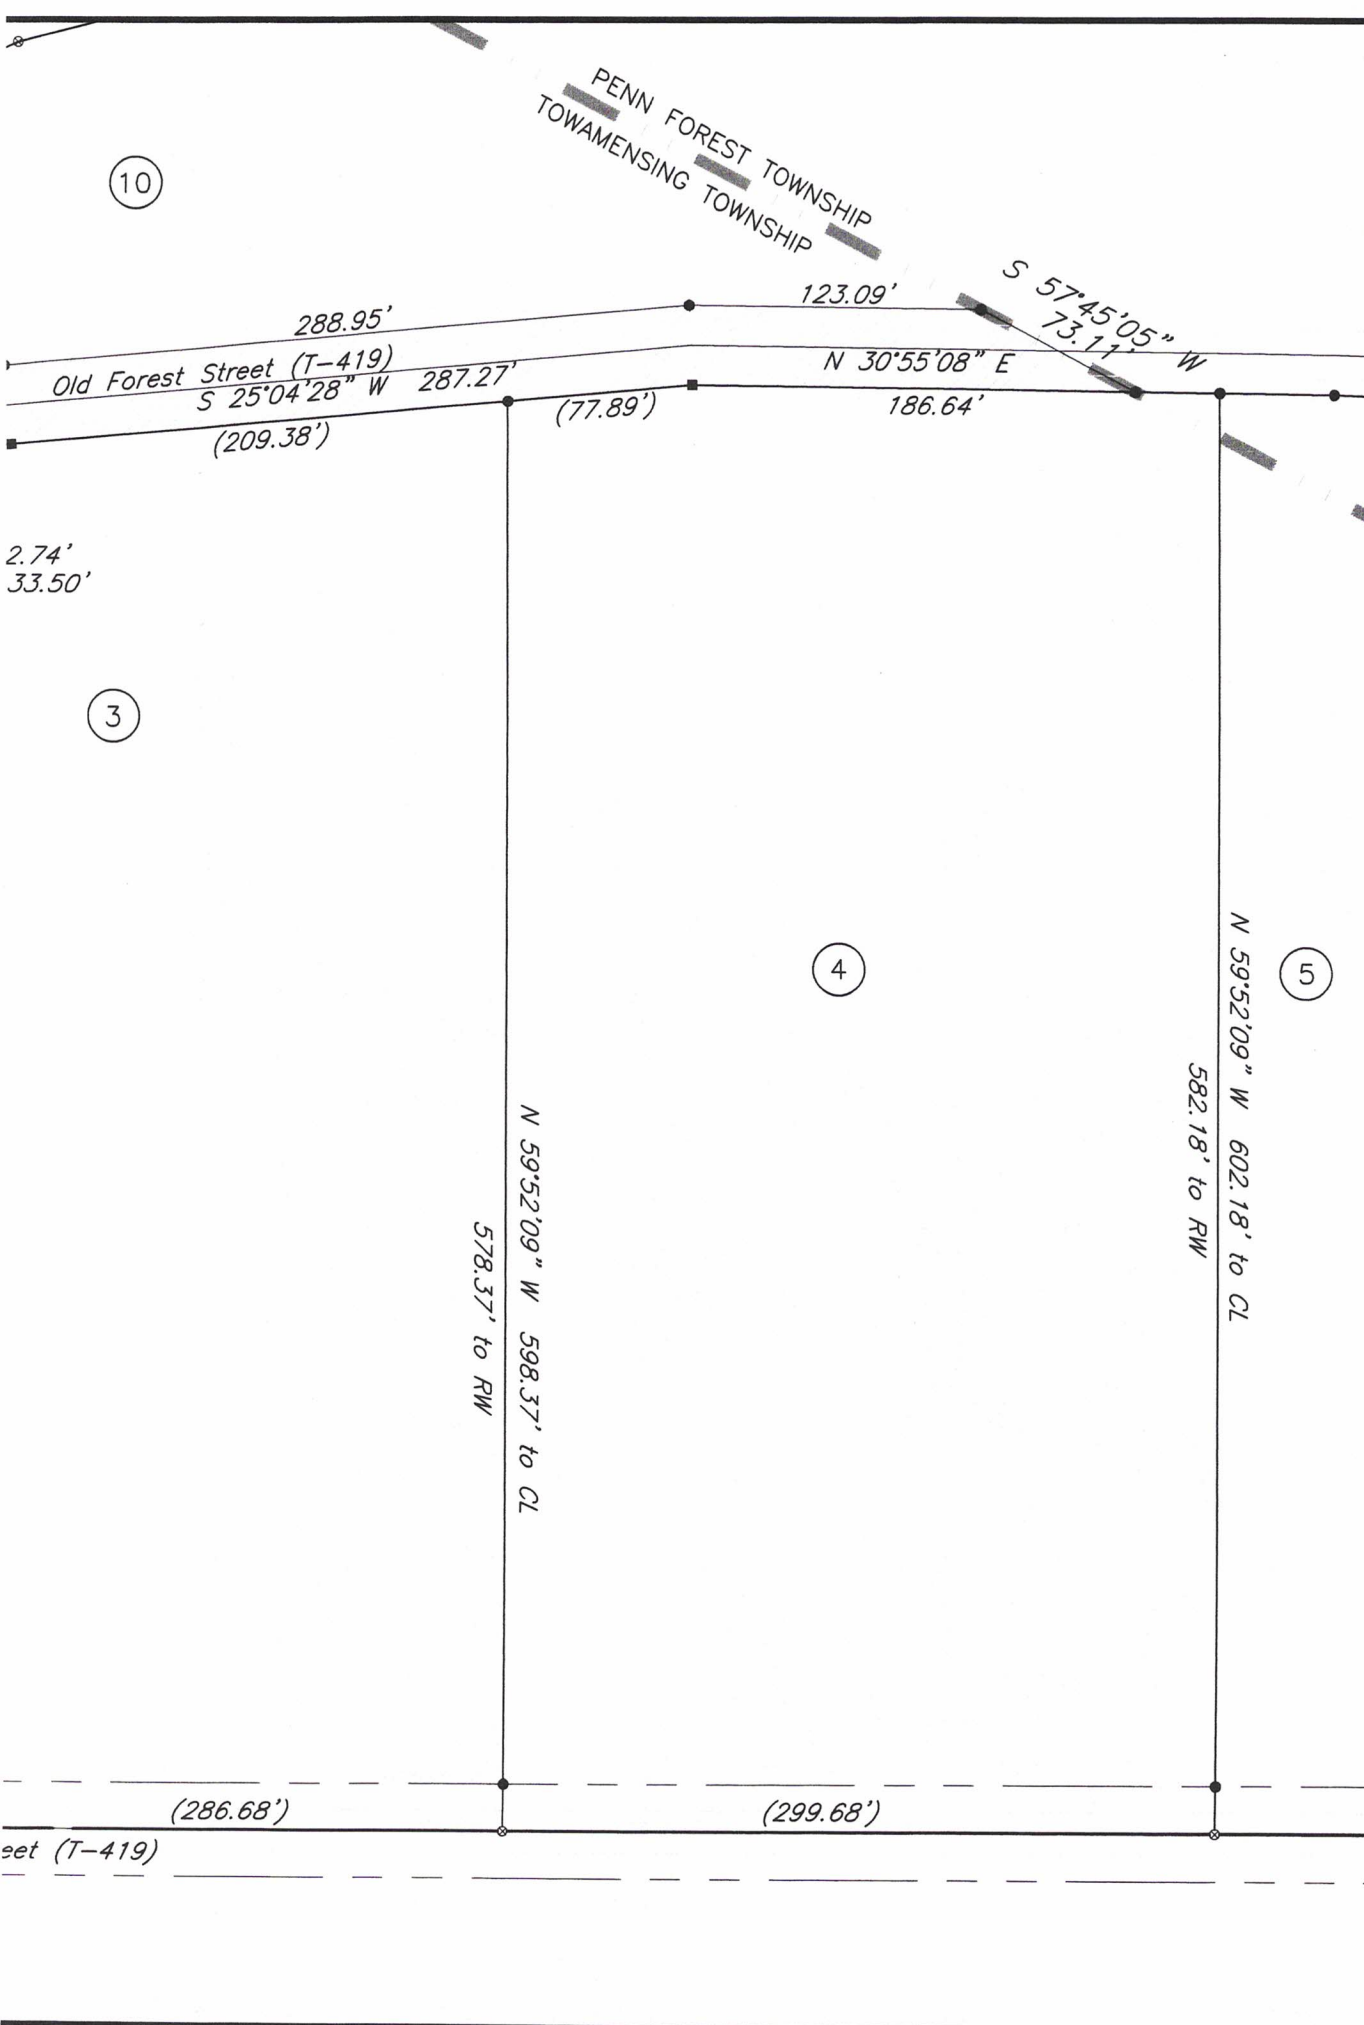 PENN FOREST TOWNSHIP
TOWAMENSING TOWNSHIP
10
S 57°45'05" W
73.11'
123.09'
288.95'
Old Forest Street (T-419)
S 25°04'28" W 287.27'
N 30°55'08" E
186.64'
(77.89')
(209.38')
2.74'
33.50'
3
4
5
N 59°52'09" W 602.18' to CL
582.18' to RW
N 59°52'09" W 598.37' to CL
578.37' to RW
(286.68')
(299.68')
eet (T-419)